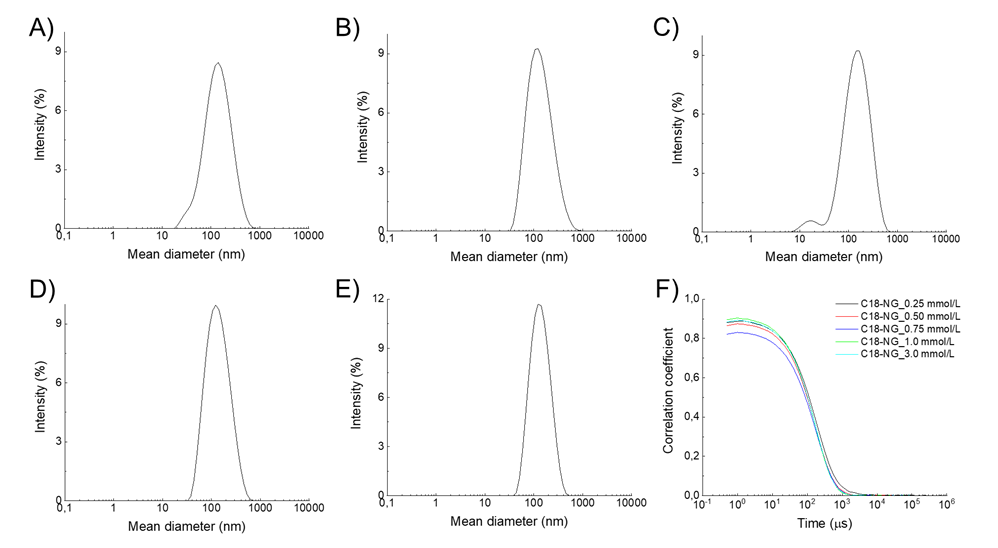 A)
9
6
3
0
Intensity (%)
0,1 1 10 100 1000 10000
Mean diameter (nm)
B)
9
6
3
0
Intensity (%)
0,1 1 10 100 1000 10000
Mean diameter (nm)
C)
9
6
3
0
Intensity (%)
0,1 1 10 100 1000 10000
Mean diameter (nm)
D)
9
6
3
0
Intensity (%)
0,1 1 10 100 1000 10000
Mean diameter (nm)
E)
12
9
6
3
0
Intensity (%)
0,1 1 10 100 1000 10000
Mean diameter (nm)
F)
1,0
0,8
0,6
0,4
0,2
0,0
Correlation coefficient
C18-NG_0.25 mmol/L
C18-NG_0.50 mmol/L
C18-NG_0.75 mmol/L
C18-NG_1.0 mmol/L
C18-NG_3.0 mmol/L
10⁻¹ 10⁰ 10¹ 10² 10³ 10⁴ 10⁵ 10⁶
Time (µs)